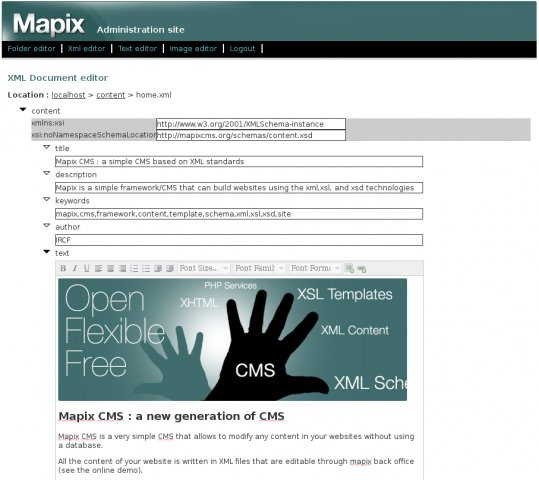 Mapix Administration site
Folder editor | Xml editor | Text editor | Image editor | Logout |
XML Document editor
Location : localhost > content > home.xml
content
xmlns:xsi http://www.w3.org/2001/XMLSchema-instance
xsi:noNamespaceSchemaLocation http://mapixcms.org/schemas/content.xsd
title
Mapix CMS : a simple CMS based on XML standards
description
Mapix is a simple framework/CMS that can build websites using the xml,xsl, and xsd technologies
keywords
mapix,cms,framework,content,template,schema,xml,xsl,xsd,site
author
IRCF
text
B I U Font Size.. Font Famil Font Form
PHP Services
Open XHTML XSL Templates
Flexible XML Content
Free CMS XML Sche
Mapix CMS : a new generation of CMS
Mapix CMS is a very simple CMS that allows to modify any content in your websites without using
a database.
All the content of your website is written in XML files that are editable through mapix back office
(see the online demo).